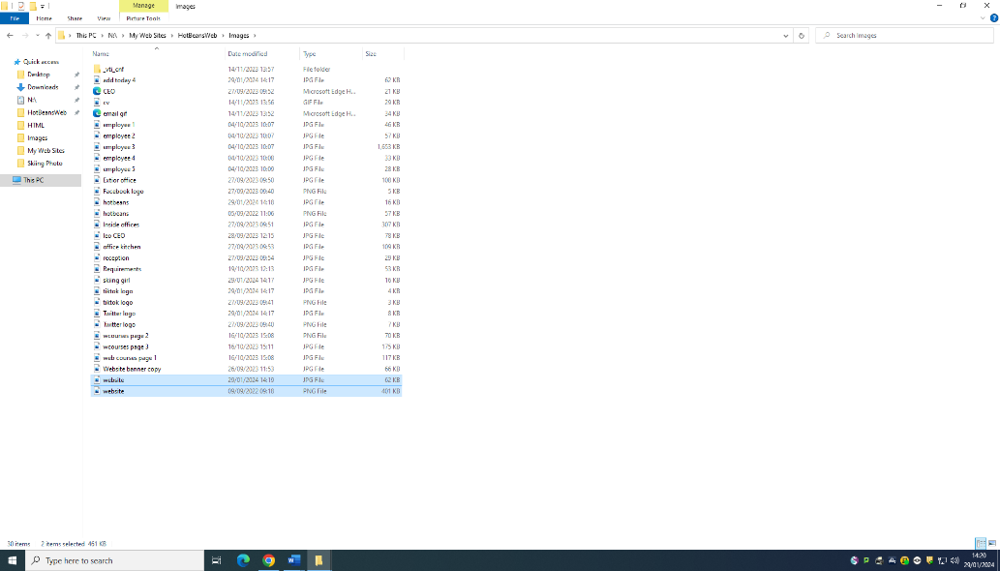 Manage Images
File Home Share View Picture Tools
This PC > N:\ > My Web Sites > HotBeansWeb > Images >
Search Images
Name Date modified Type Size
Quick access
Desktop
Downloads
N:\
HotBeansWeb
HTML
Images
My Web Sites
Skiing Photo
This PC
_vti_cnf 14/11/2023 13:57 File folder
add today 4 29/01/2024 14:17 JPG File 62 KB
CEO 27/09/2023 09:52 Microsoft Edge H... 21 KB
cv 14/11/2023 13:56 GIF File 29 KB
email gif 14/11/2023 13:52 Microsoft Edge H... 34 KB
employee 1 04/10/2023 10:07 JPG File 46 KB
employee 2 04/10/2023 10:07 JPG File 57 KB
employee 3 04/10/2023 10:07 JPG File 1,653 KB
employee 4 04/10/2023 10:08 JPG File 33 KB
employee 5 04/10/2023 10:09 JPG File 28 KB
Extior office 27/09/2023 09:50 JPG File 108 KB
Facebook logo 27/09/2023 09:40 PNG File 5 KB
hotbeans 29/01/2024 14:18 JPG File 16 KB
hotbeans 05/09/2022 11:06 PNG File 57 KB
Inside offices 27/09/2023 09:51 JPG File 307 KB
leo CEO 28/09/2023 12:15 JPG File 78 KB
office kitchen 27/09/2023 09:53 JPG File 109 KB
reception 27/09/2023 09:54 JPG File 29 KB
Requirements 19/10/2023 12:13 JPG File 53 KB
skiing girl 29/01/2024 14:17 JPG File 16 KB
tiktok logo 29/01/2024 14:17 JPG File 4 KB
tiktok logo 27/09/2023 09:41 PNG File 3 KB
Twitter logo 29/01/2024 14:17 JPG File 8 KB
Twitter logo 27/09/2023 09:40 PNG File 7 KB
wcourses page 2 16/10/2023 15:08 PNG File 70 KB
wcourses page 3 16/10/2023 15:11 JPG File 175 KB
web courses page 1 16/10/2023 15:08 JPG File 117 KB
Website banner copy 26/09/2023 11:53 JPG File 66 KB
website 29/01/2024 14:19 JPG File 62 KB
website 09/09/2022 09:18 PNG File 401 KB
30 items 2 items selected 461 KB
Type here to search
14:20
29/01/2024